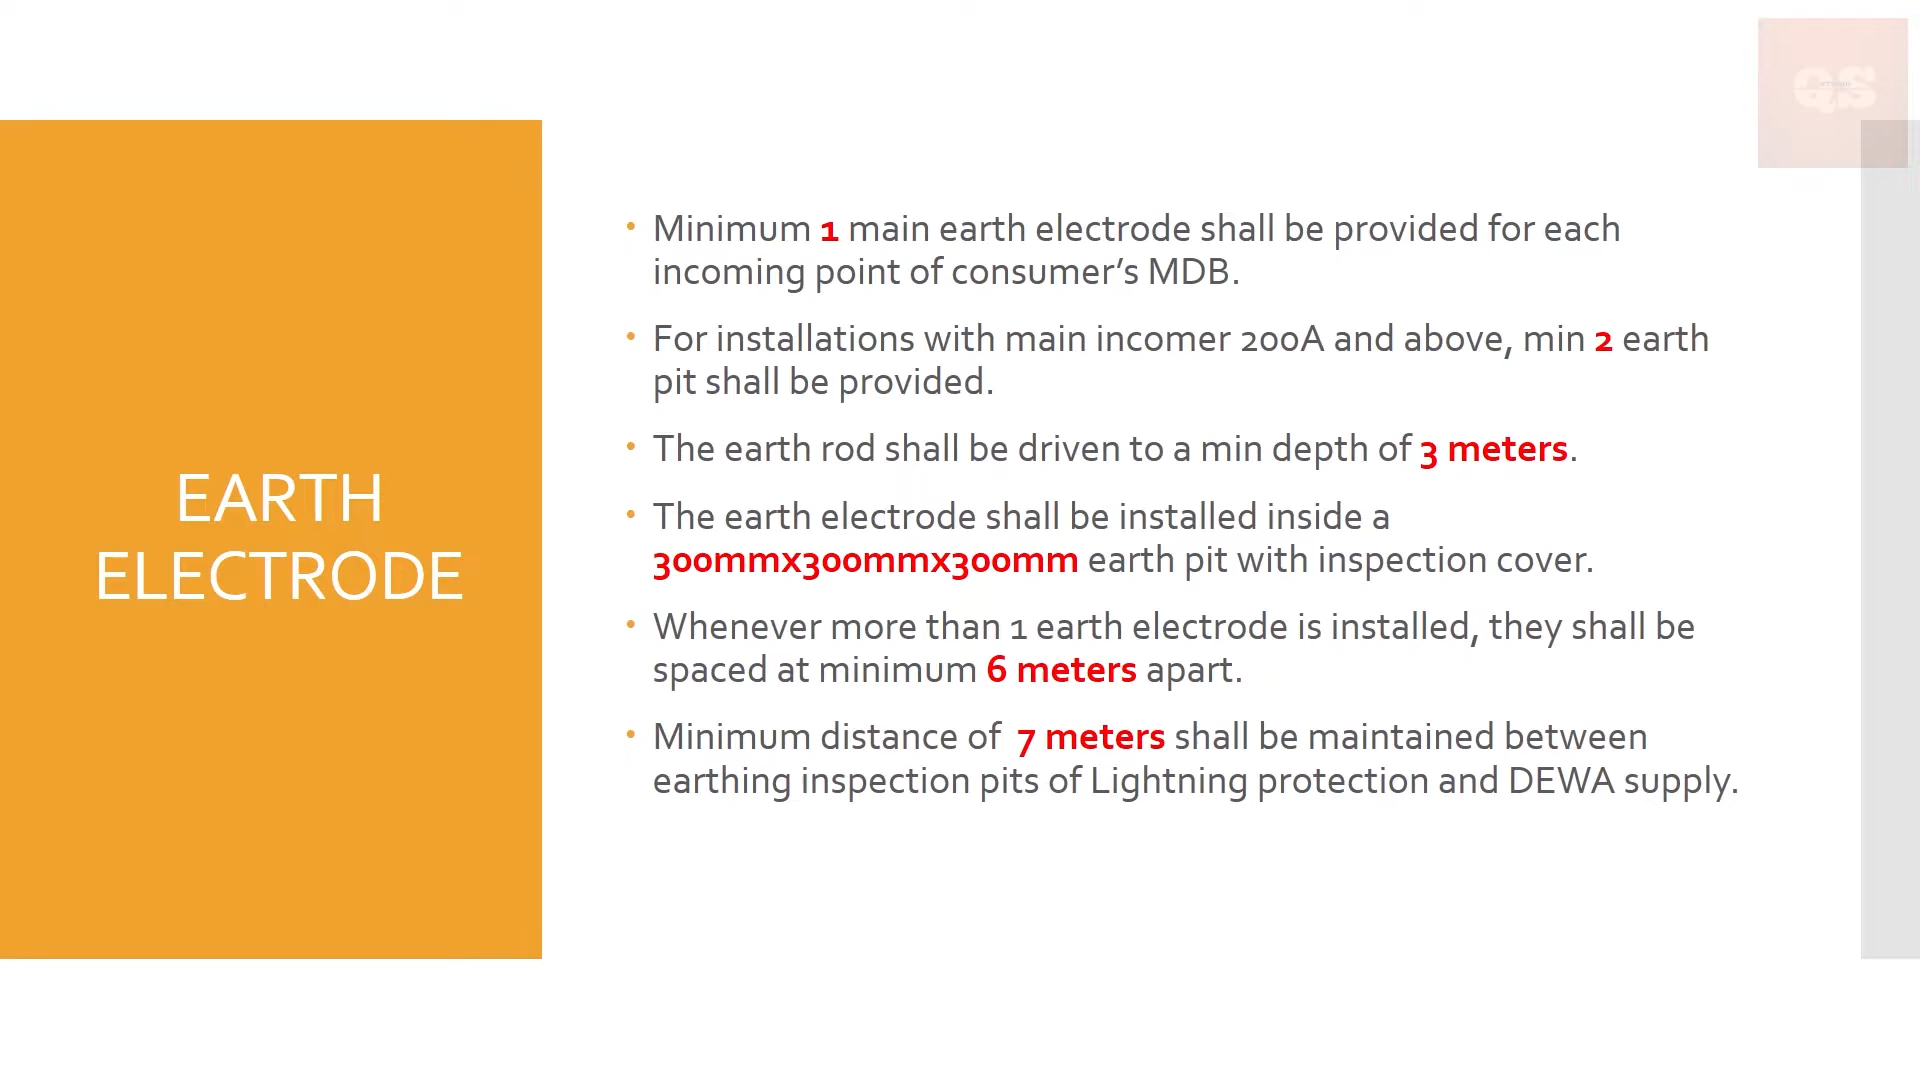 QS
EARTH
ELECTRODE
• Minimum 1 main earth electrode shall be provided for each
incoming point of consumer’s MDB.
• For installations with main incomer 200A and above, min 2 earth
pit shall be provided.
• The earth rod shall be driven to a min depth of 3 meters.
• The earth electrode shall be installed inside a
300mmx300mmx300mm earth pit with inspection cover.
• Whenever more than 1 earth electrode is installed, they shall be
spaced at minimum 6 meters apart.
• Minimum distance of 7 meters shall be maintained between
earthing inspection pits of Lightning protection and DEWA supply.